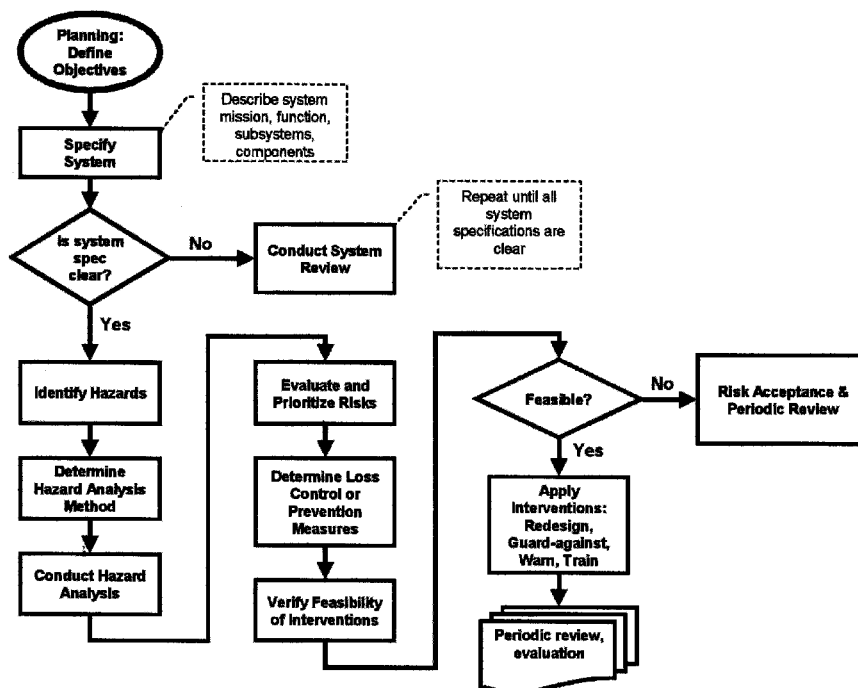 Planning:
Define
Objectives
Describe system
mission, function,
subsystems,
components
Specify
System
Repeat until all
system
specifications are
clear
is system
spec
clear?
No
Conduct System
Review
Yes
Identify Hazards
Evaluate and
Prioritize Risks
Feasible?
No
Risk Acceptance &
Periodic Review
Yes
Determine
Hazard Analysis
Method
Determine Loss
Control or
Prevention
Measures
Apply
Interventions:
Redesign,
Guard-against,
Warn, Train
Conduct Hazard
Analysis
Verify Feasibility
of Interventions
Periodic review,
evaluation